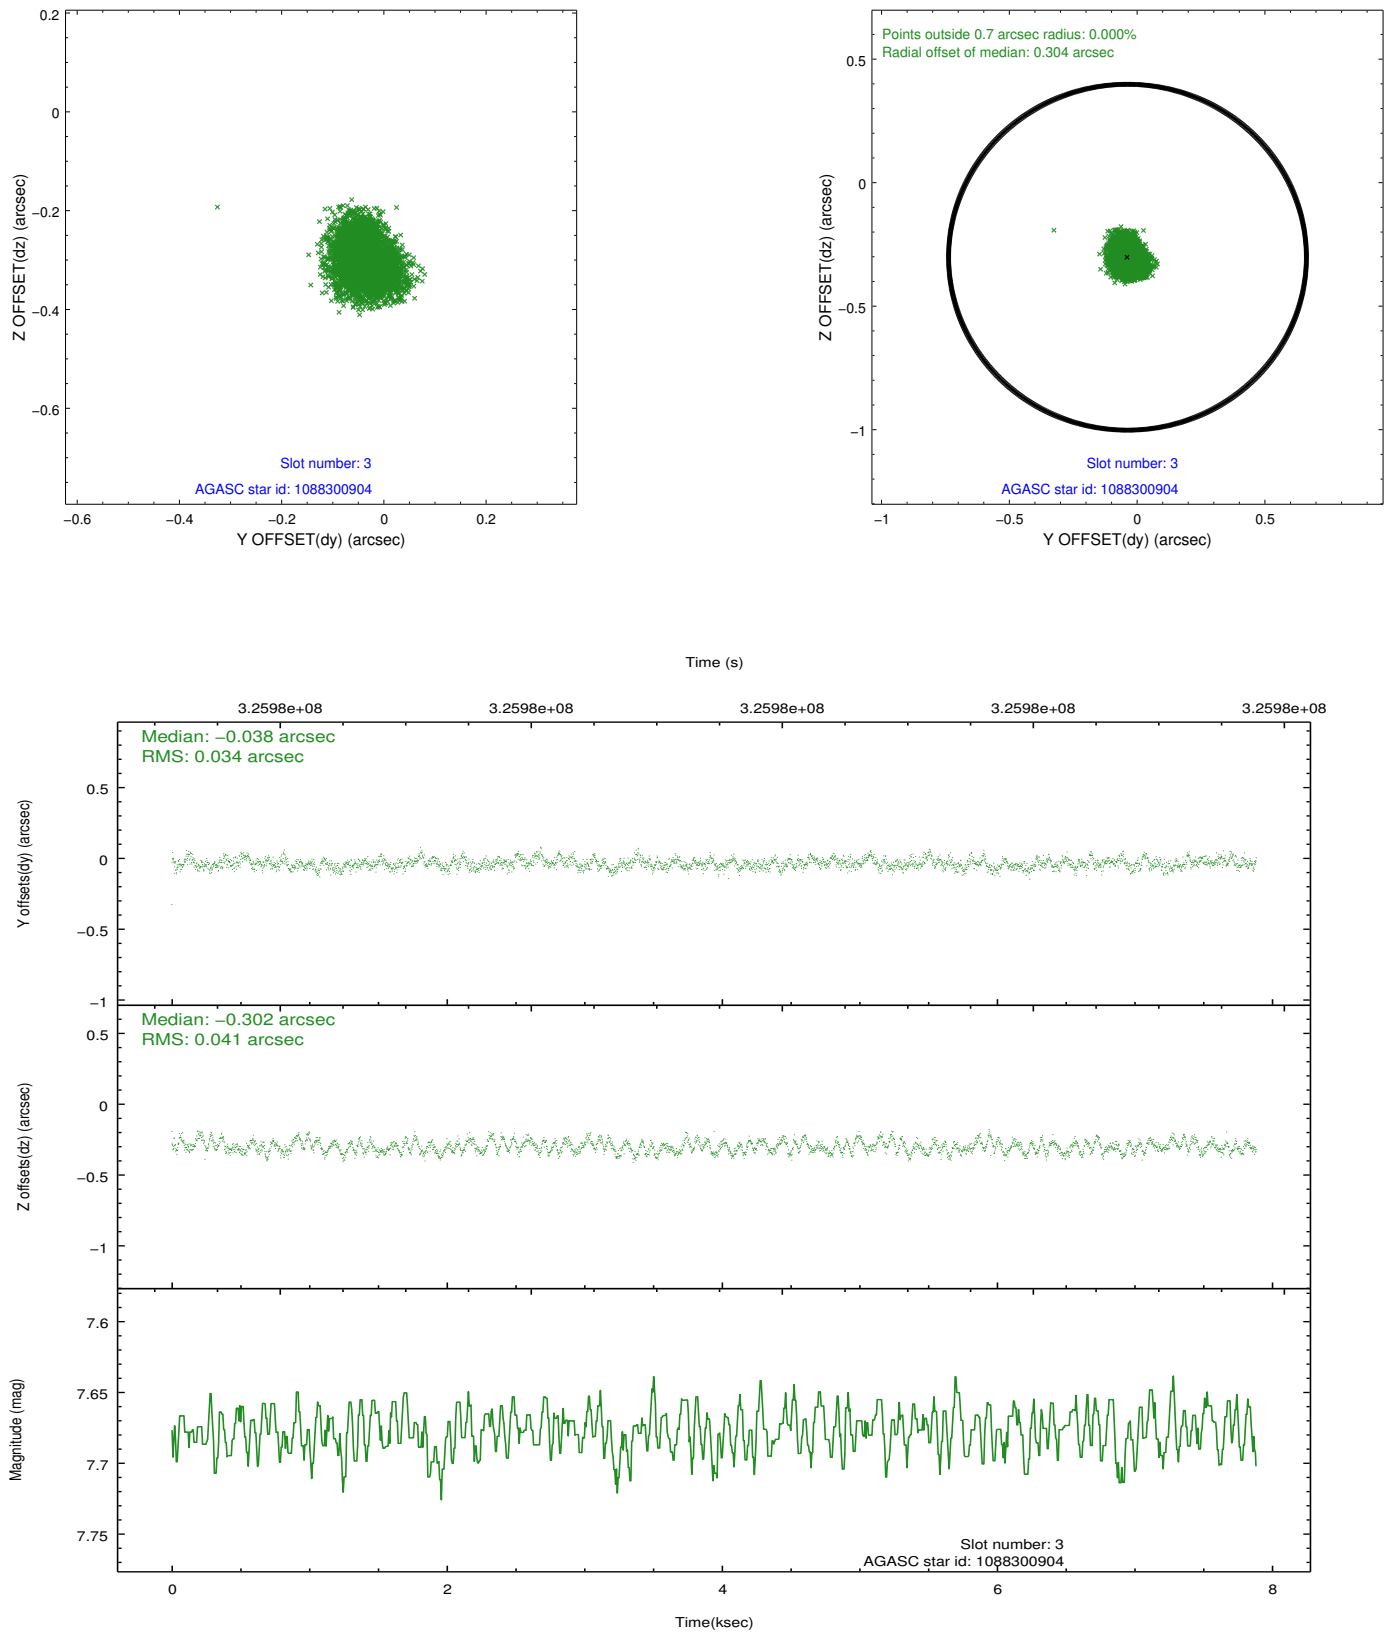 0.2
0
−0.2
−0.4
−0.6
Z OFFSET(dz) (arcsec)
Slot number: 3
AGASC star id: 1088300904
−0.6 −0.4 −0.2 0 0.2
Y OFFSET(dy) (arcsec)
Points outside 0.7 arcsec radius: 0.000%
Radial offset of median: 0.304 arcsec
0.5
0
−0.5
−1
Z OFFSET(dz) (arcsec)
Slot number: 3
AGASC star id: 1088300904
−1 −0.5 0 0.5
Y OFFSET(dy) (arcsec)
Time (s)
3.2598e+08 3.2598e+08 3.2598e+08 3.2598e+08 3.2598e+08
Median: −0.038 arcsec
RMS: 0.034 arcsec
0.5
0
−0.5
−1
Y offsets(dy) (arcsec)
Median: −0.302 arcsec
RMS: 0.041 arcsec
0.5
0
−0.5
−1
Z offsets(dz) (arcsec)
7.6
7.65
7.7
7.75
Magnitude (mag)
Slot number: 3
AGASC star id: 1088300904
0 2 4 6 8
Time(ksec)